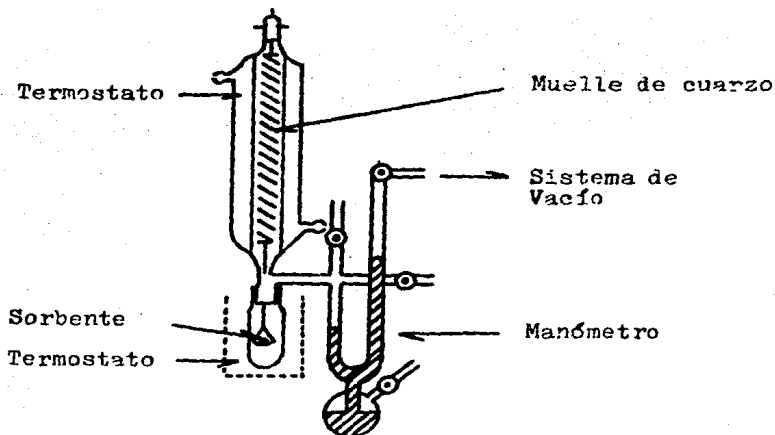 Termostato
Muelle de cuarzo
Sistema de
Vacío
Sorbente
Manómetro
Termostato